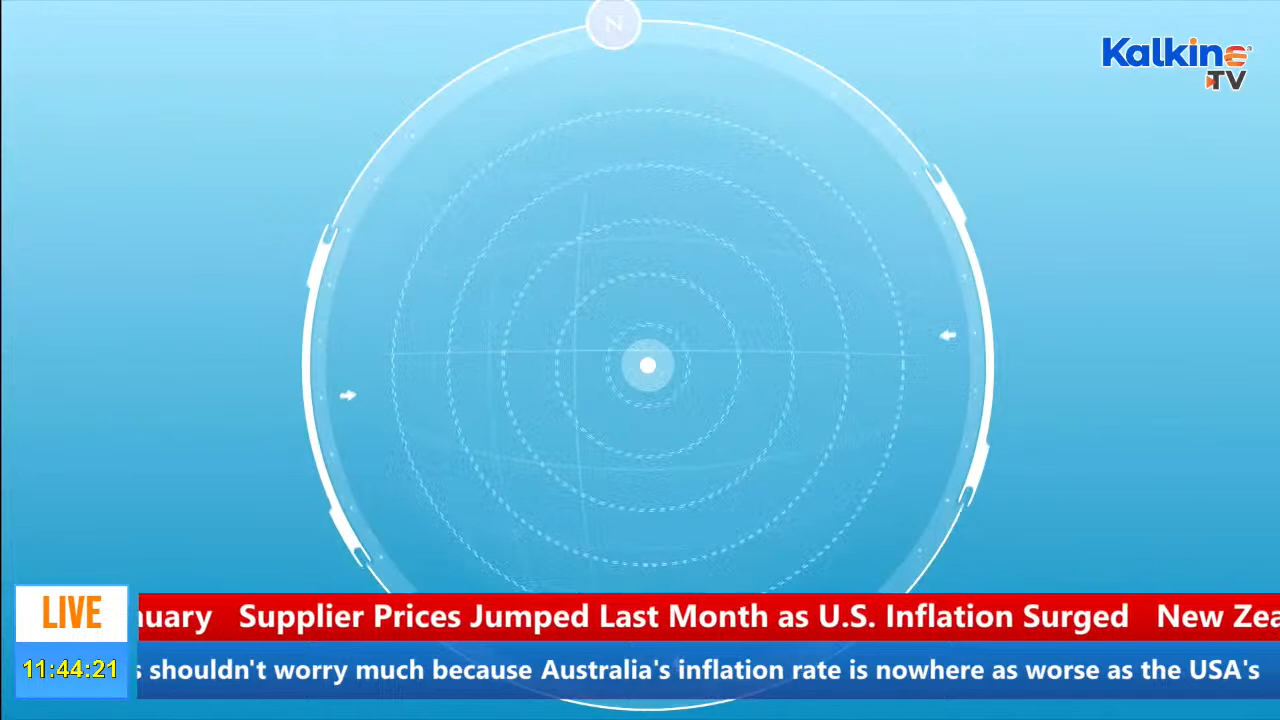 N
Kalkine
TV
LIVE
nuary Supplier Prices Jumped Last Month as U.S. Inflation Surged New Zea
11:44:21
s shouldn't worry much because Australia's inflation rate is nowhere as worse as the USA's